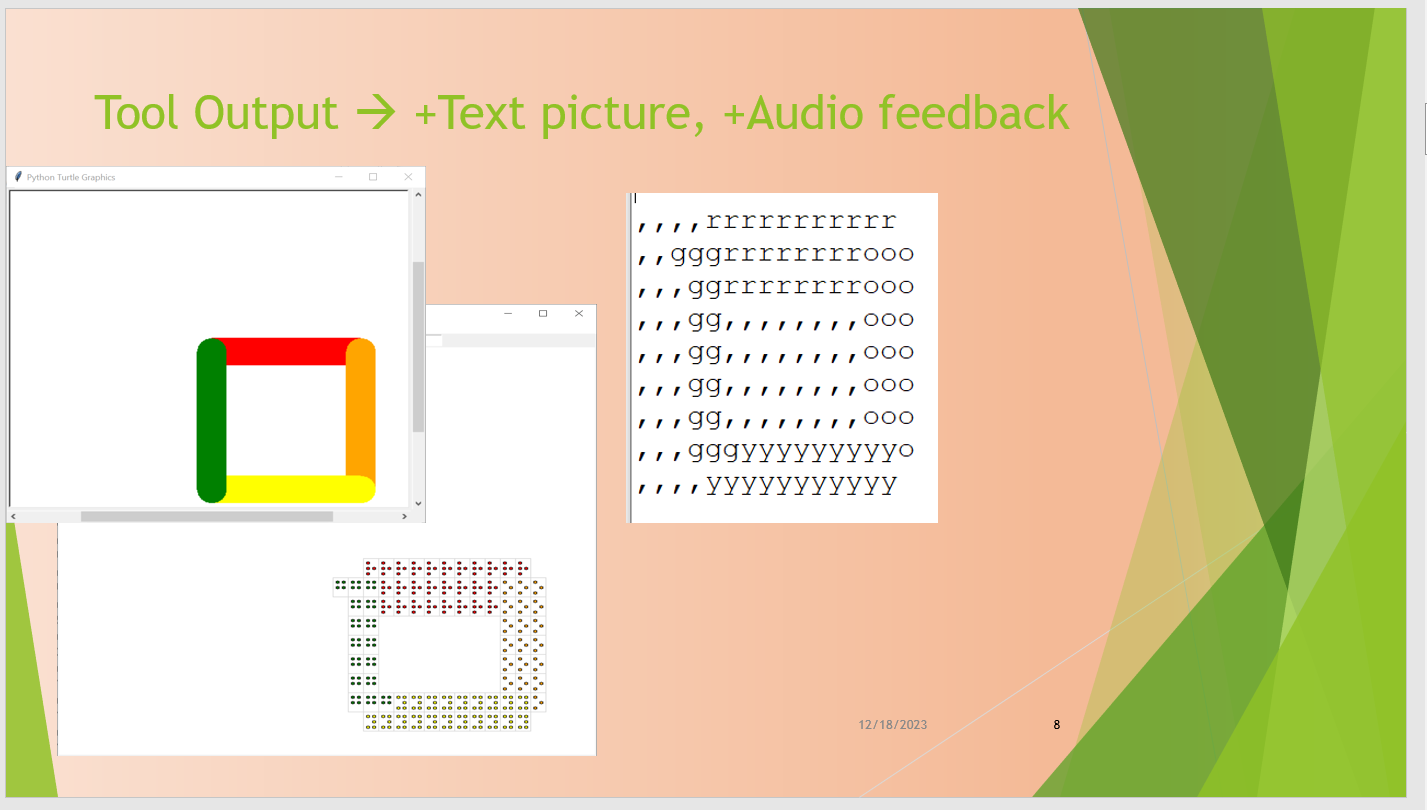 Tool Output → +Text picture, +Audio feedback
Python Turtle Graphics
,,,,rrrrrrrrrrr
,,gggrrrrrrrrooo
,,,ggrrrrrrrrooo
,,,gg,,,,,,,,ooo
,,,gg,,,,,,,,ooo
,,,gg,,,,,,,,ooo
,,,gg,,,,,,,,ooo
,,,gggyyyyyyyyyo
,,,,yyyyyyyyyyy
12/18/2023
8